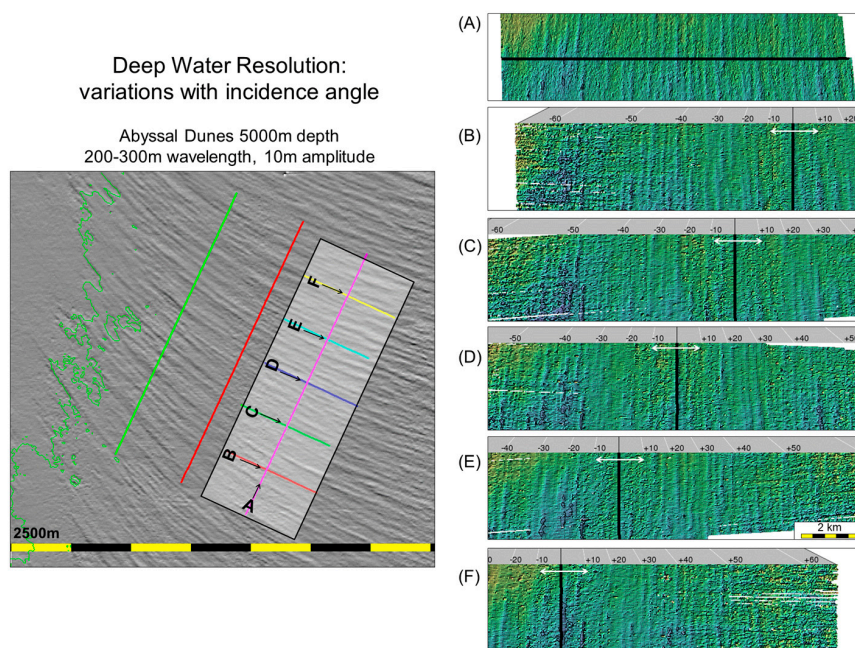 Deep Water Resolution:
variations with incidence angle
Abyssal Dunes 5000m depth
200-300m wavelength, 10m amplitude
F
E
D
C
B
A
2500m
(A)
(B)
-60 -50 -40 -30 -20 -10 +10 +20
(C)
-60 -50 -40 -30 -20 -10 +10 +20 +30
(D)
-50 -40 -30 -20 -10 +10 +20 +30 +40 +50
(E)
-40 -30 -20 -10 +10 +20 +30 +40 +50
2 km
(F)
0 -20 -10 +10 +20 +30 +40 +50 +60